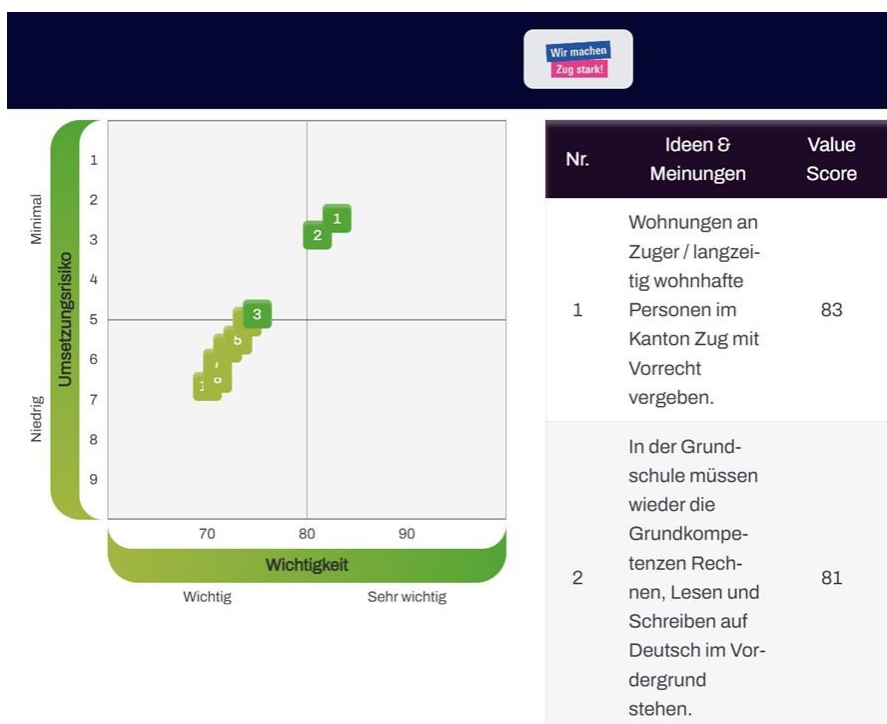 Wir machen
Zug stark!
Minimal
Niedrig
Umsetzungsrisiko
1
2
3
4
5
6
7
8
9
1
2
3
5
70
80
90
Wichtigkeit
Wichtig
Sehr wichtig
Nr.
Ideen &
Meinungen
Value
Score
1
Wohnungen an
Zuger / langzei-
tig wohnhafte
Personen im
Kanton Zug mit
Vorrecht
vergeben.
83
2
In der Grund-
schule müssen
wieder die
Grundkompe-
tenzen Rech-
nen, Lesen und
Schreiben auf
Deutsch im Vor-
dergrund
stehen.
81